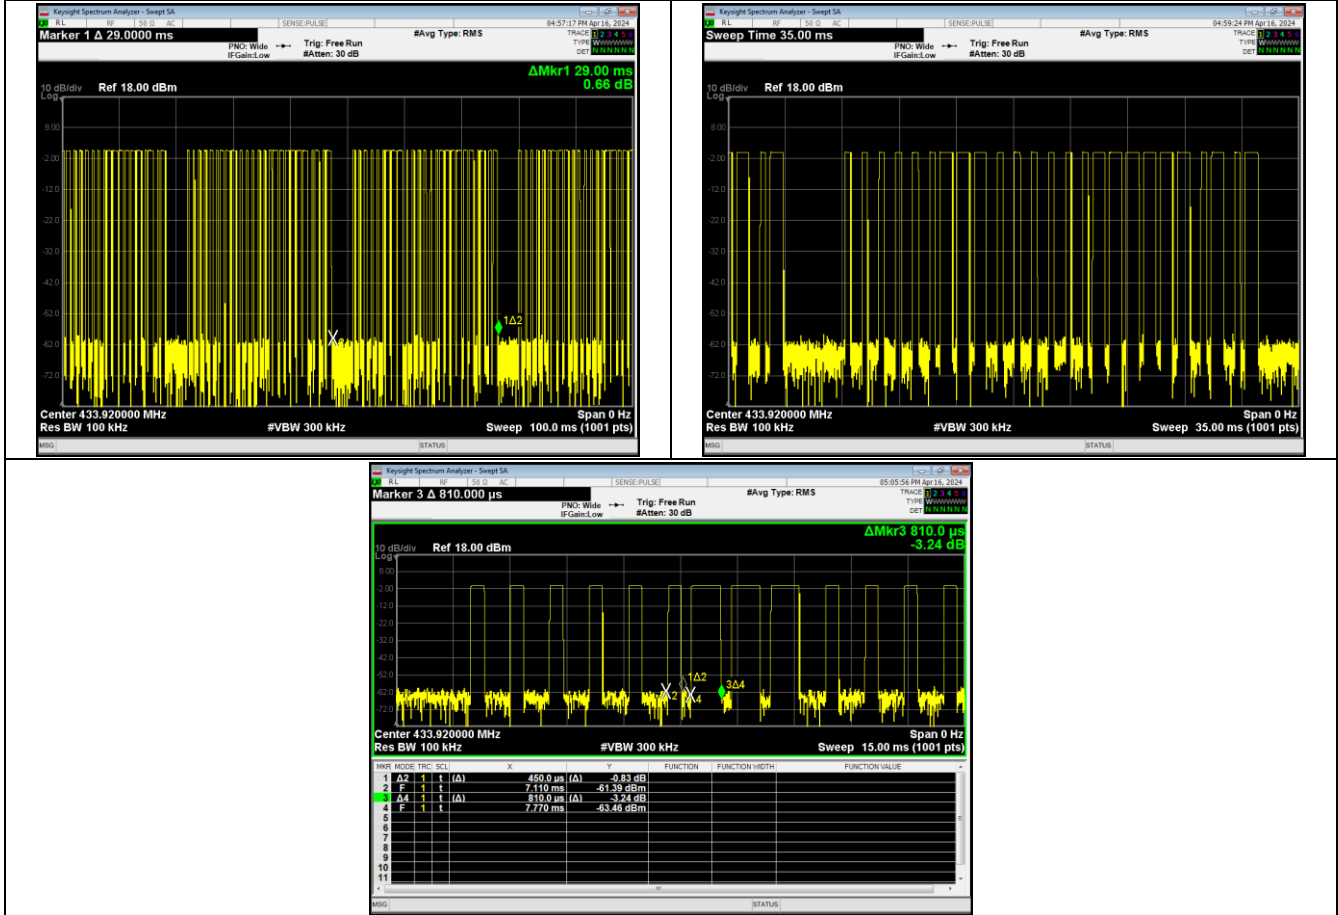 Keysight Spectrum Analyzer - Swept SA
RL RF 50 Ω AC SENSE:PULSE 04:57:17 PM Apr 16, 2024
Marker 1 Δ 29.0000 ms
PNO: Wide
IFGain:Low
Trig: Free Run
#Atten: 30 dB
#Avg Type: RMS
TRACE 1 2 3 4 5 6
TYPE WWWWWW
DET N N N N N N
ΔMkr1 29.00 ms
0.66 dB
10 dB/div Ref 18.00 dBm
Log
8.00
-2.00
-12.0
-22.0
-32.0
-42.0
-52.0
-62.0
-72.0
1Δ2
Center 433.920000 MHz Span 0 Hz
Res BW 100 kHz #VBW 300 kHz Sweep 100.0 ms (1001 pts)
MSG STATUS
Keysight Spectrum Analyzer - Swept SA
RL RF 50 Ω AC SENSE:PULSE 04:59:24 PM Apr 16, 2024
Sweep Time 35.00 ms
PNO: Wide
IFGain:Low
Trig: Free Run
#Atten: 30 dB
#Avg Type: RMS
TRACE 1 2 3 4 5 6
TYPE WWWWWW
DET N N N N N N
10 dB/div Ref 18.00 dBm
Log
8.00
-2.00
-12.0
-22.0
-32.0
-42.0
-52.0
-62.0
-72.0
Center 433.920000 MHz Span 0 Hz
Res BW 100 kHz #VBW 300 kHz Sweep 35.00 ms (1001 pts)
MSG STATUS
Keysight Spectrum Analyzer - Swept SA
RL RF 50 Ω AC SENSE:PULSE 05:05:56 PM Apr 16, 2024
Marker 3 Δ 810.000 µs
PNO: Wide
IFGain:Low
Trig: Free Run
#Atten: 30 dB
#Avg Type: RMS
TRACE 1 2 3 4 5 6
TYPE WWWWWW
DET N N N N N N
ΔMkr3 810.0 µs
-3.24 dB
10 dB/div Ref 18.00 dBm
Log
8.00
-2.00
-12.0
-22.0
-32.0
-42.0
-52.0
-62.0
-72.0
1Δ2
2
3Δ4
4
Center 433.920000 MHz Span 0 Hz
Res BW 100 kHz #VBW 300 kHz Sweep 15.00 ms (1001 pts)
MKR MODE TRC SCL X Y FUNCTION FUNCTION WIDTH FUNCTION VALUE
1 Δ2 1 t (Δ) 450.0 µs (Δ) -0.83 dB
2 F 1 t 7.110 ms -61.39 dBm
3 Δ4 1 t (Δ) 810.0 µs (Δ) -3.24 dB
4 F 1 t 7.770 ms -63.46 dBm
5
6
7
8
9
10
11
MSG STATUS